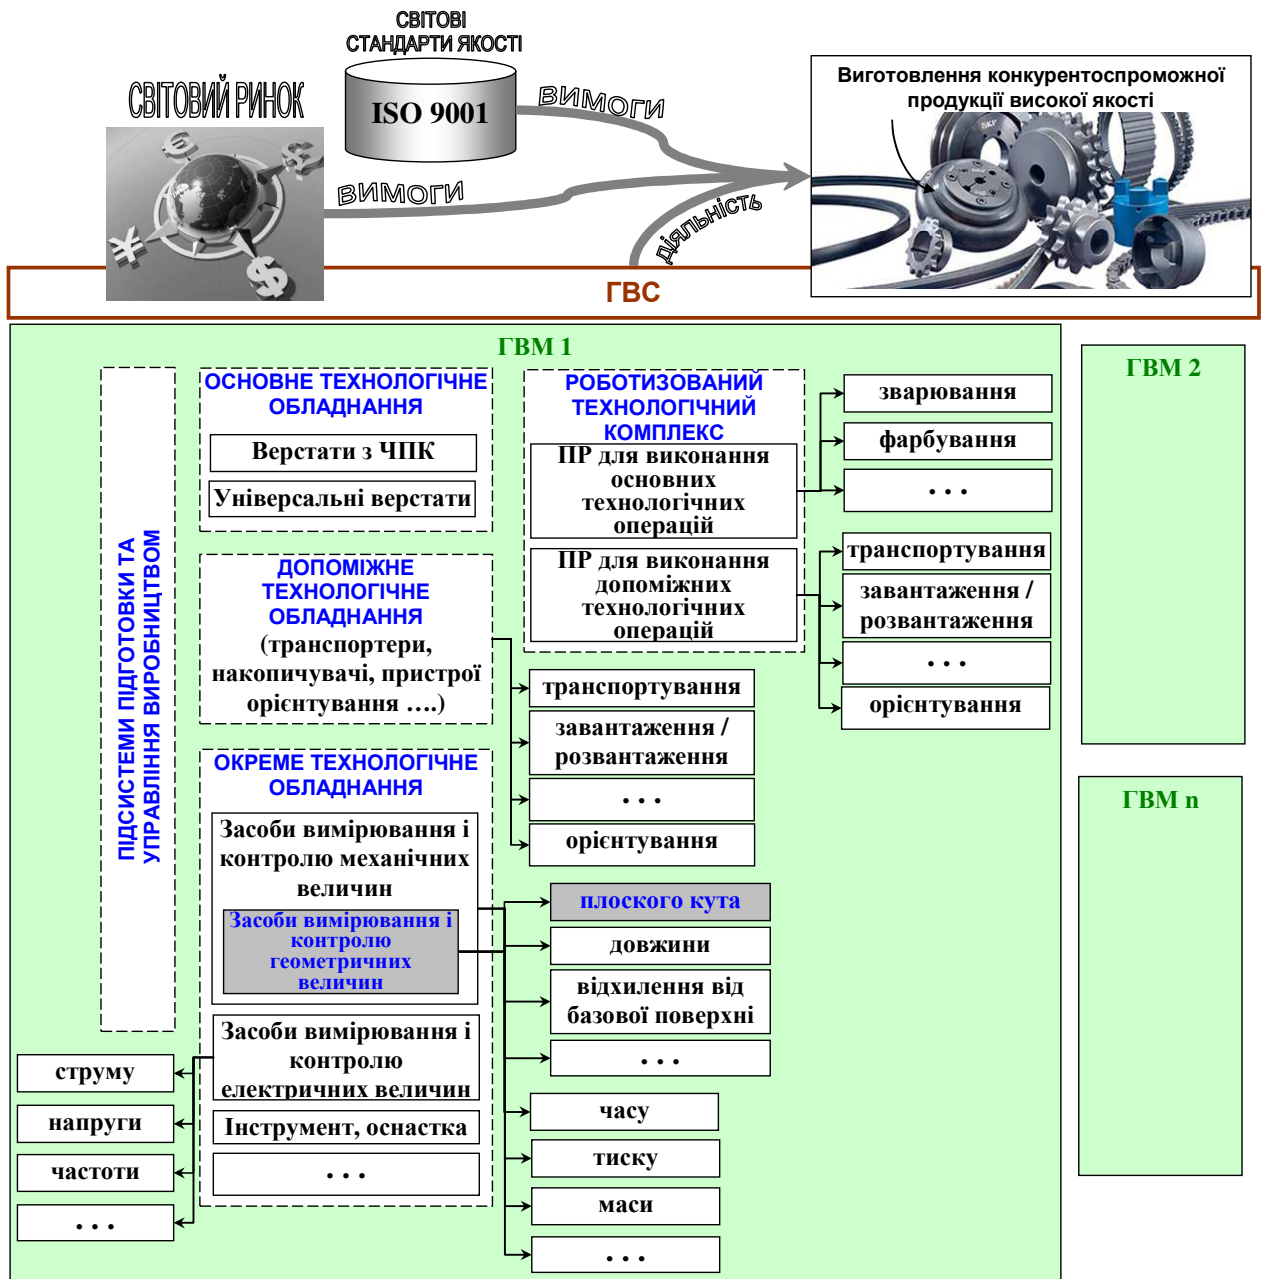 СВІТОВІ
СТАНДАРТИ ЯКОСТІ
СВІТОВИЙ РИНОК
ISO 9001
ВИМОГИ
ВИМОГИ
ДІЯЛЬНІСТЬ
Виготовлення конкурентоспроможної
продукції високої якості
SKF
ГВС
ГВМ 1
ГВМ 2
ГВМ n
ПІДСИСТЕМИ ПІДГОТОВКИ ТА
УПРАВЛІННЯ ВИРОБНИЦТВОМ
ОСНОВНЕ ТЕХНОЛОГІЧНЕ
ОБЛАДНАННЯ
Верстати з ЧПК
Універсальні верстати
РОБОТИЗОВАНИЙ
ТЕХНОЛОГІЧНИЙ
КОМПЛЕКС
ПР для виконання
основних
технологічних
операцій
ПР для виконання
допоміжних
технологічних
операцій
зварювання
фарбування
. . .
транспортування
завантаження /
розвантаження
. . .
орієнтування
ДОПОМІЖНЕ
ТЕХНОЛОГІЧНЕ
ОБЛАДНАННЯ
(транспортери,
накопичувачі, пристрої
орієнтування ….)
транспортування
завантаження /
розвантаження
. . .
орієнтування
ОКРЕМЕ ТЕХНОЛОГІЧНЕ
ОБЛАДНАННЯ
Засоби вимірювання і
контролю механічних
величин
Засоби вимірювання і
контролю
геометричних
величин
плоского кута
довжини
відхилення від
базової поверхні
. . .
часу
тиску
маси
. . .
Засоби вимірювання і
контролю
електричних величин
Інструмент, оснастка
. . .
струму
напруги
частоти
. . .